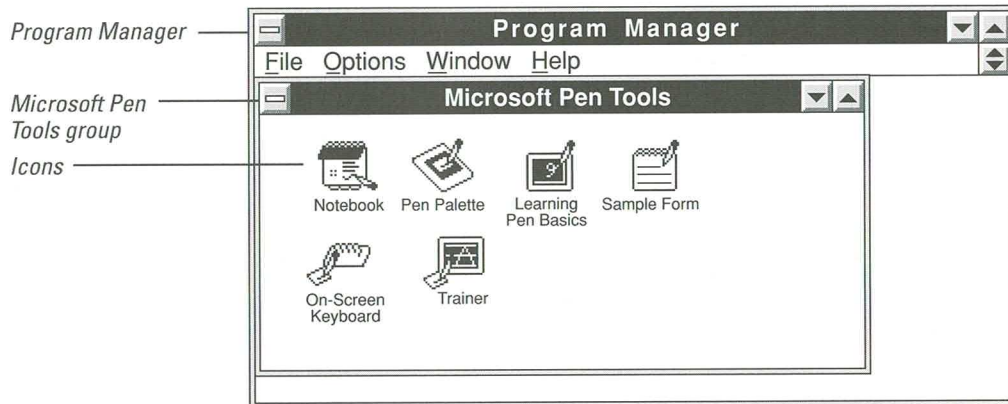 Program Manager
Program Manager
File Options Window Help
Microsoft Pen
Tools group
Microsoft Pen Tools
Icons
Notebook
Pen Palette
Learning
Pen Basics
Sample Form
On-Screen
Keyboard
Trainer